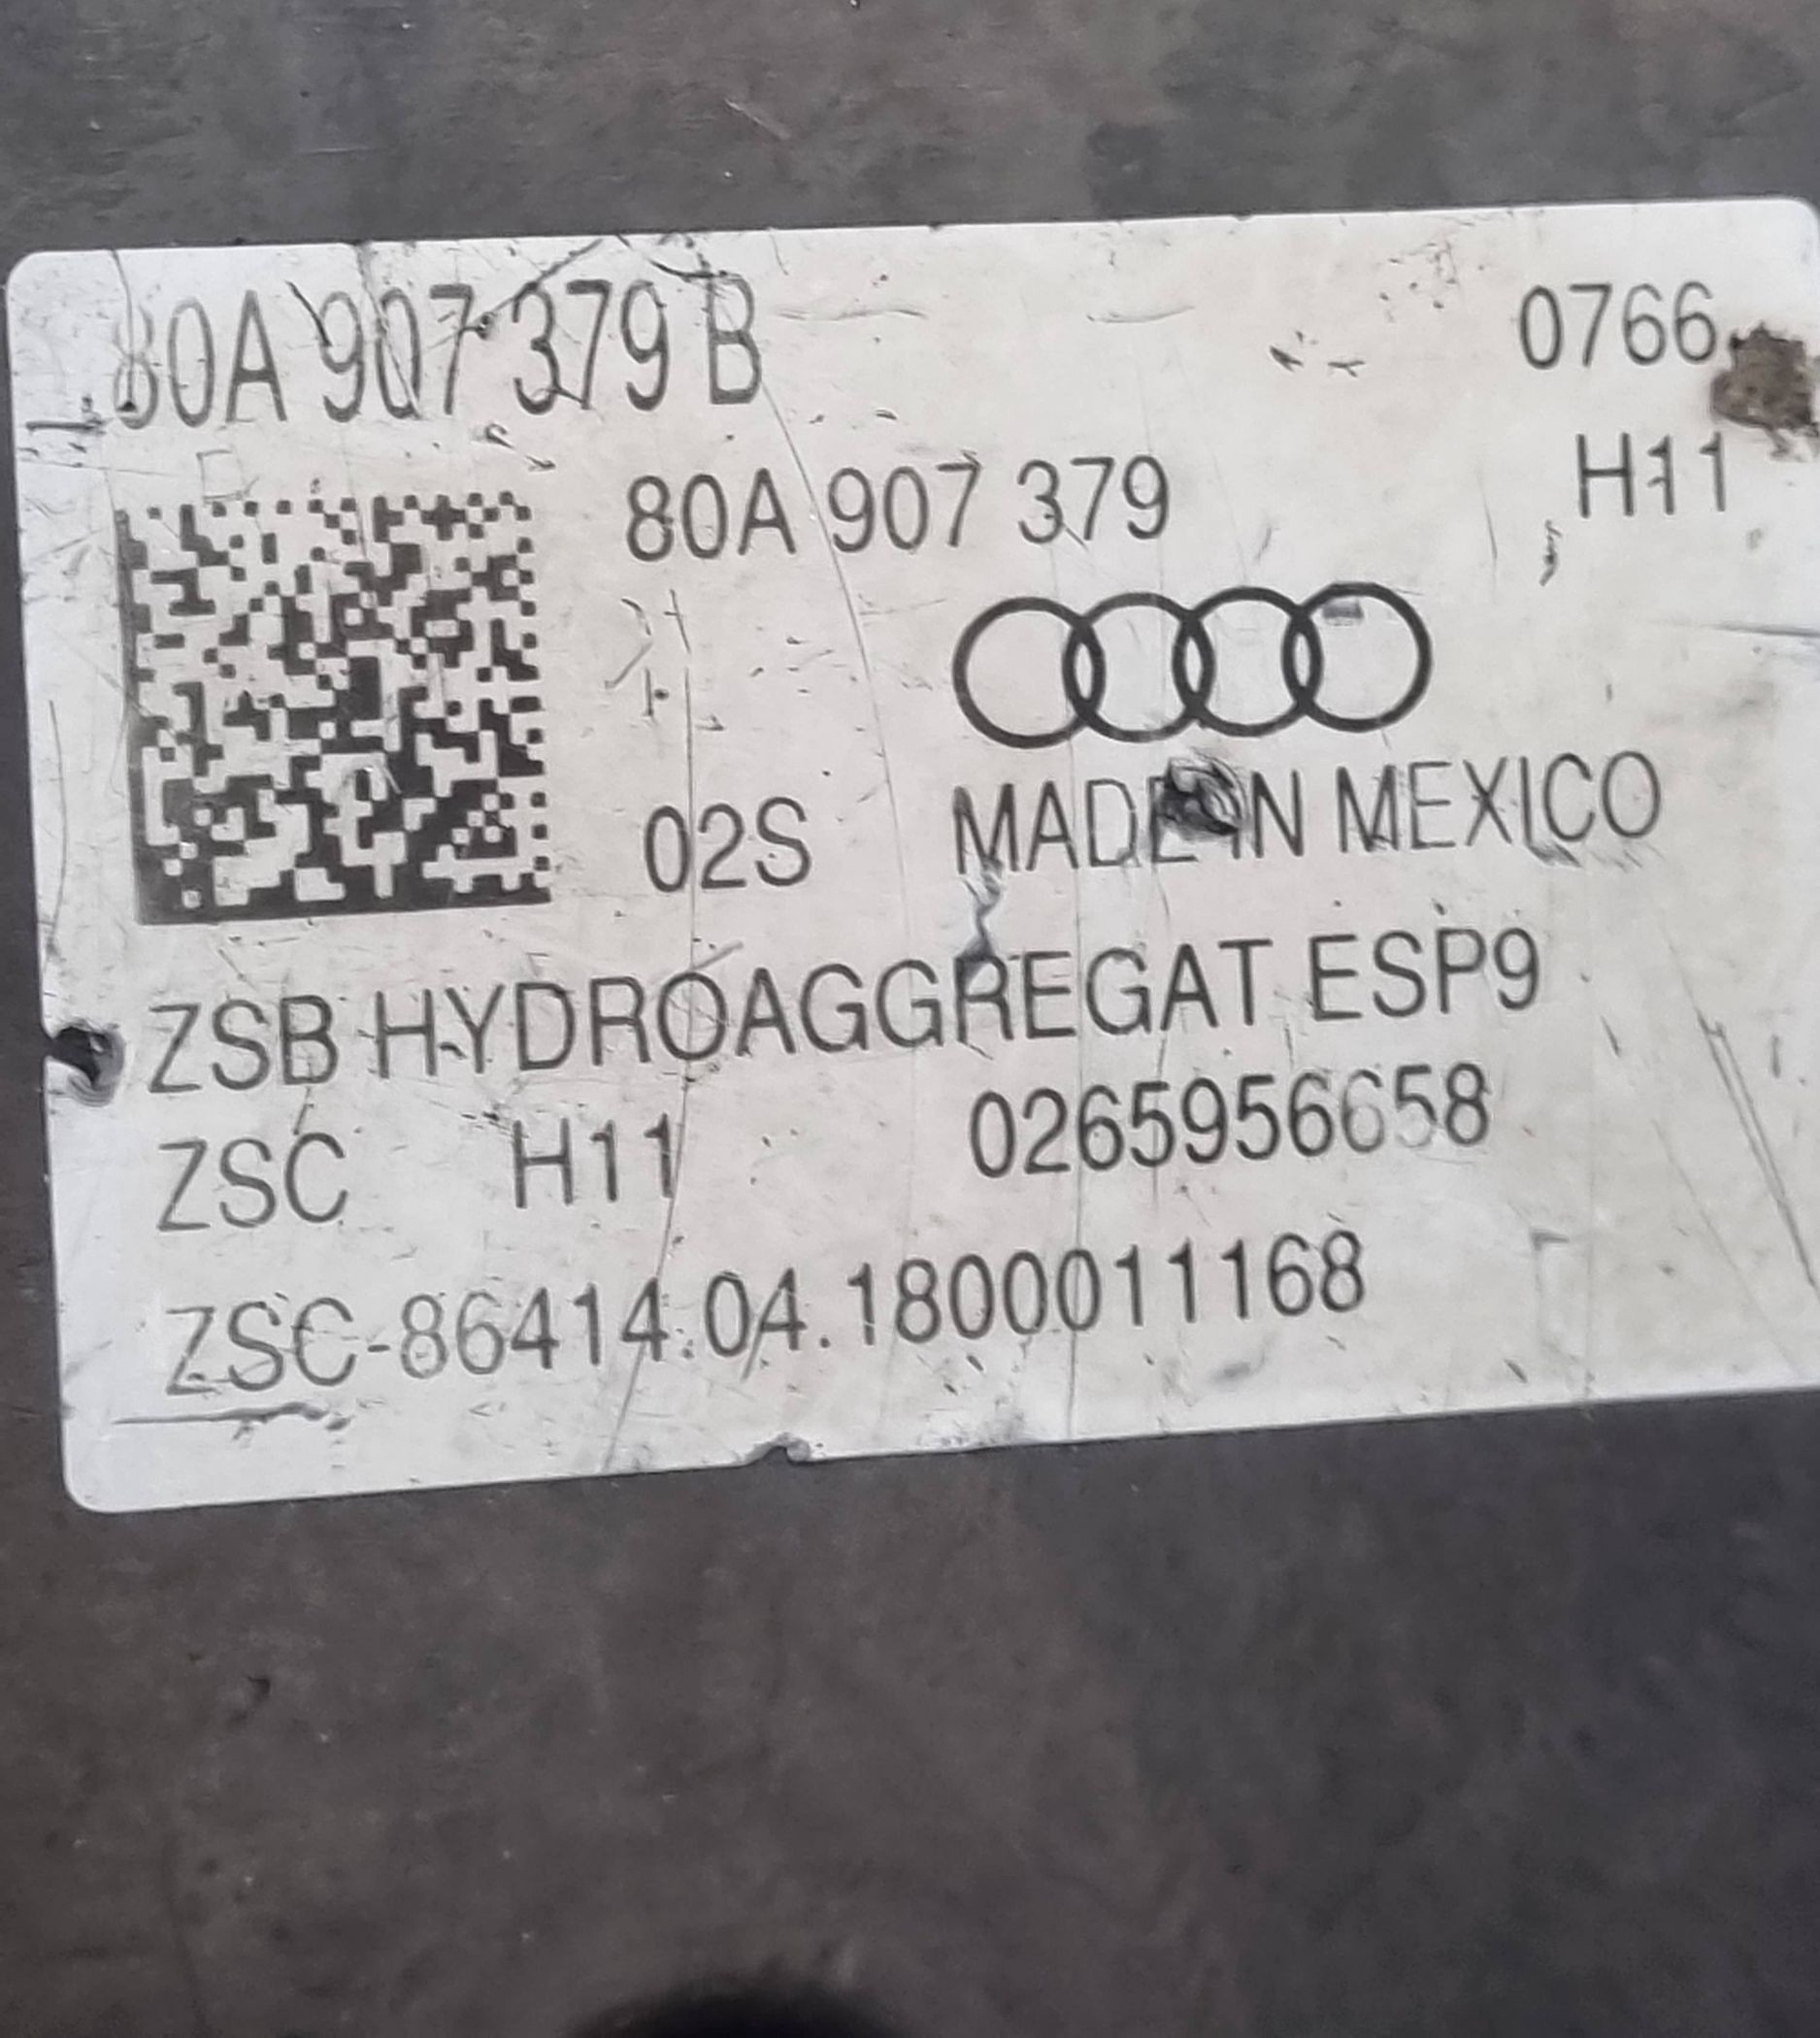 80A 907 379 B 0766
80A 907 379 H11
02S MADE IN MEXICO
ZSB HYDROAGGREGAT ESP9
ZSC H11 0265956658
ZSC-86414.04.1800011168